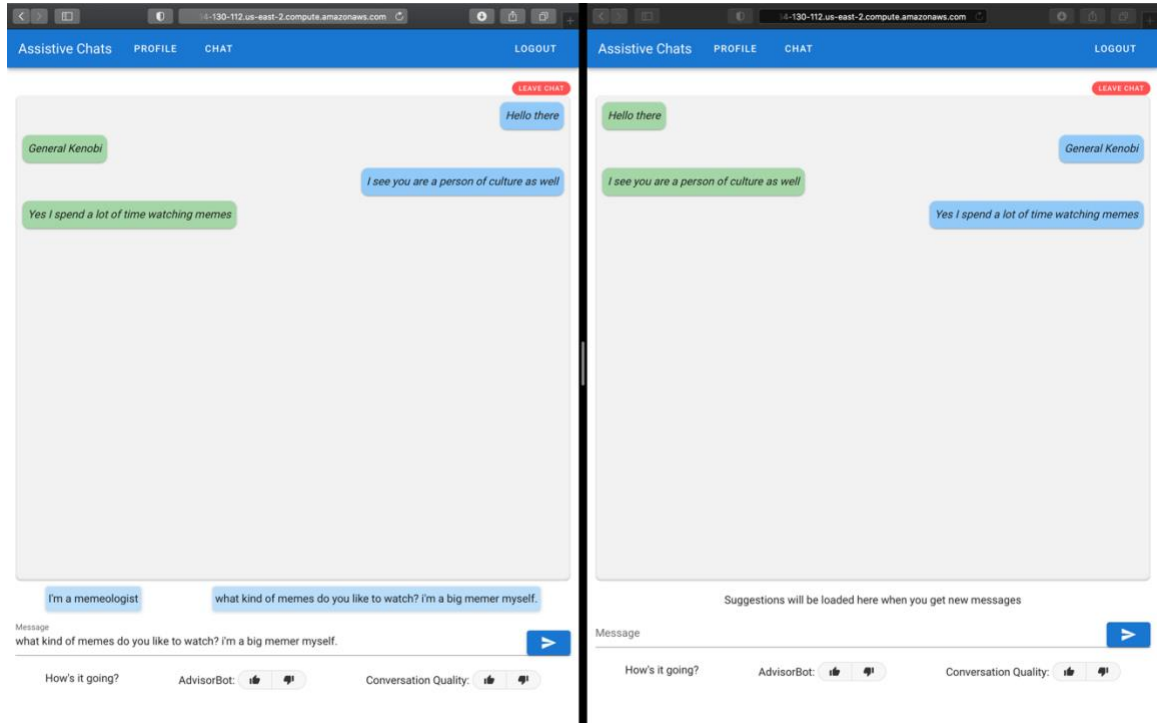 4-130-112.us-east-2.compute.amazonaws.com
Assistive Chats PROFILE CHAT LOGOUT
LEAVE CHAT
Hello there
General Kenobi
I see you are a person of culture as well
Yes I spend a lot of time watching memes
I'm a memeologist what kind of memes do you like to watch? i'm a big memer myself.
Message
what kind of memes do you like to watch? i'm a big memer myself.
How's it going? AdvisorBot: Conversation Quality:
4-130-112.us-east-2.compute.amazonaws.com
Assistive Chats PROFILE CHAT LOGOUT
LEAVE CHAT
Hello there
General Kenobi
I see you are a person of culture as well
Yes I spend a lot of time watching memes
Suggestions will be loaded here when you get new messages
Message
How's it going? AdvisorBot: Conversation Quality: